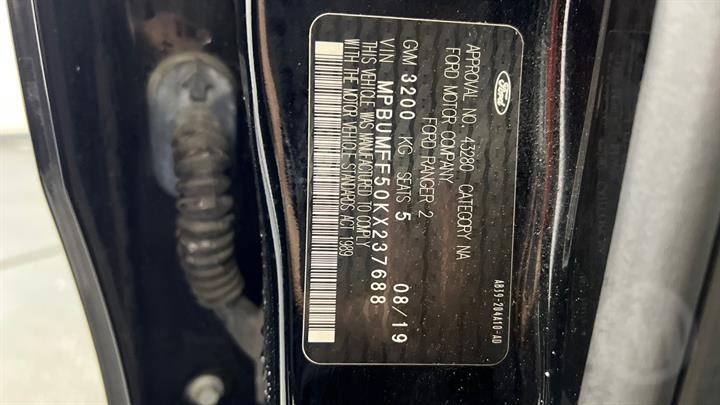 Ford
APPROVAL NO. 43280 CATEGORY NA
FORD MOTOR COMPANY.
FORD RANGER 2
GVM 3200 KG SEATS 5 08/19
VIN MPBUMFF50KX237688
THIS VEHICLE WAS MANUFACTURED TO COMPLY
WITH THE MOTOR VEHICLE STANDARDS ACT 1989
AB39-204A10-AD